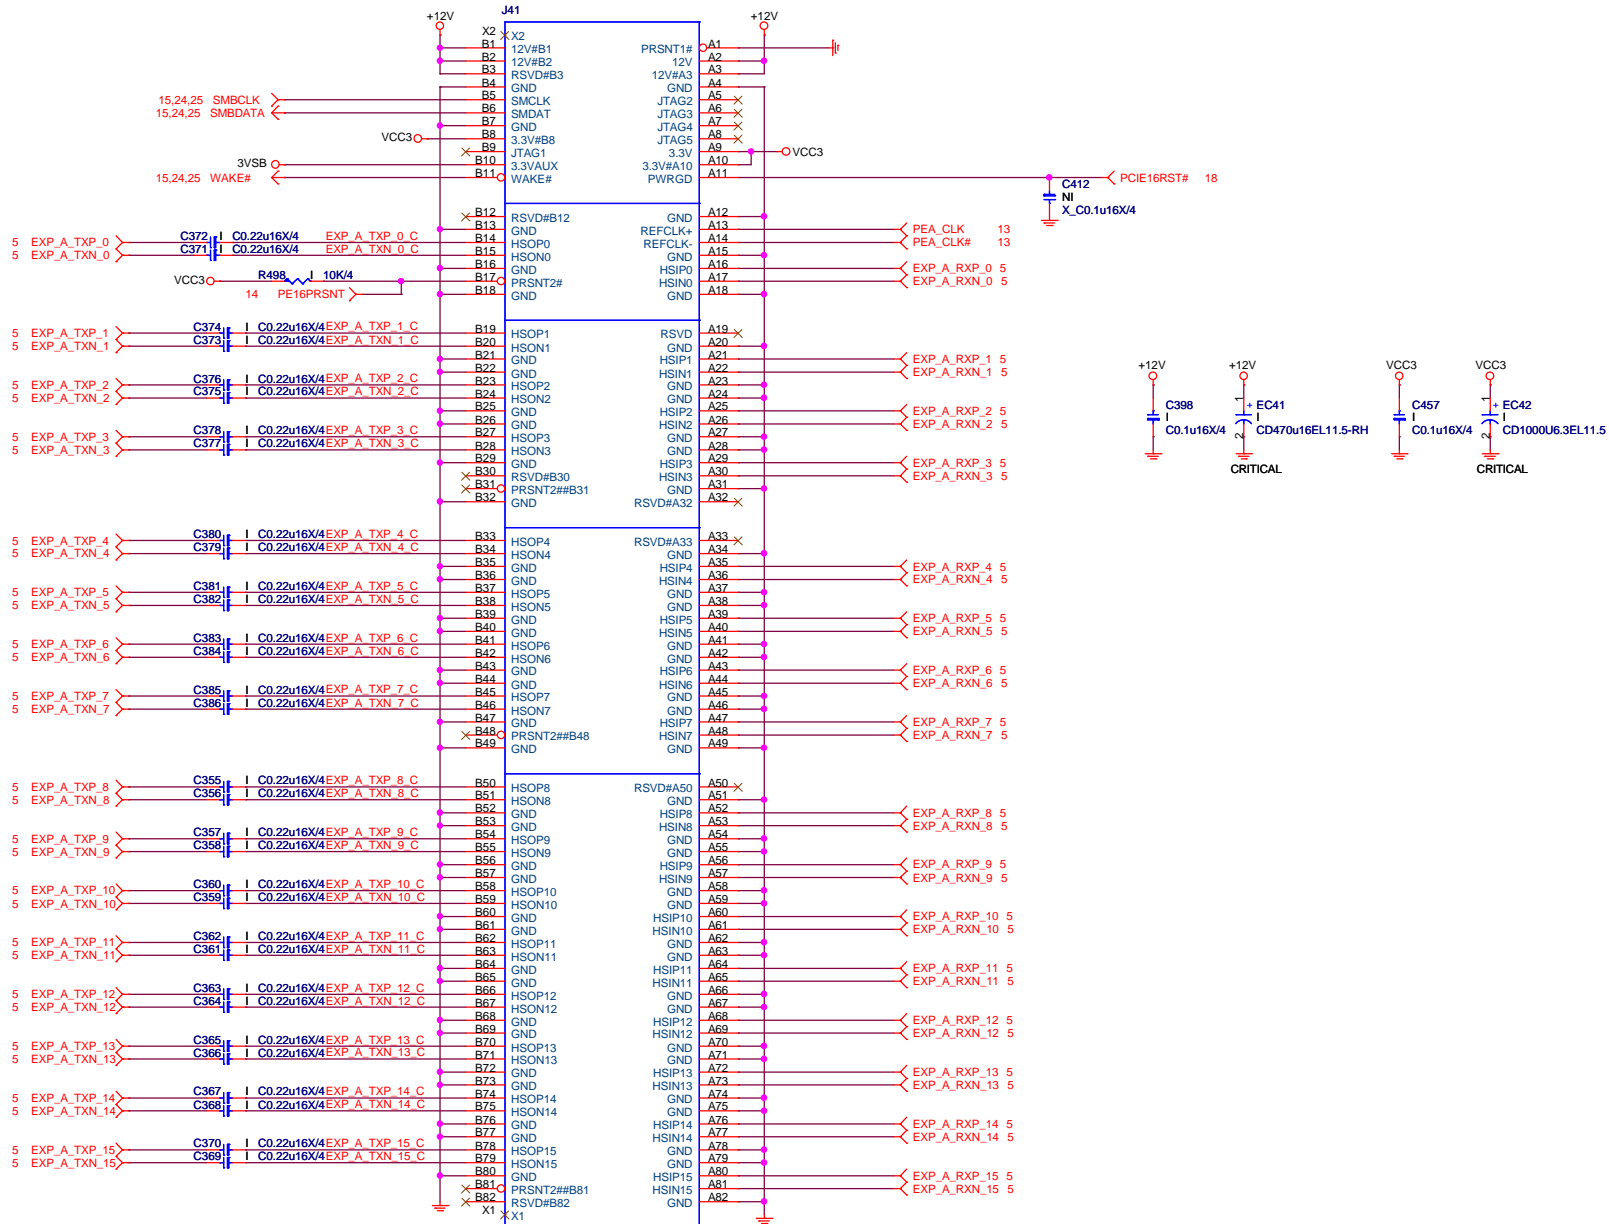 J41
+12V
+12V
X2 X2
B1 12V#B1 PRSNT1# A1
B2 12V#B2 12V A2
B3 RSVD#B3 12V#A3 A3
B4 GND GND A4
15,24,25 SMBCLK B5 SMCLK JTAG2 A5
15,24,25 SMBDATA B6 SMDAT JTAG3 A6
B7 GND JTAG4 A7
VCC3 B8 3.3V#B8 JTAG5 A8
B9 JTAG1 3.3V A9 VCC3
3VSB B10 3.3VAUX 3.3V#A10 A10
15,24,25 WAKE# B11 WAKE# PWRGD A11 PCIE16RST# 18
C412
NI
X_C0.1u16X/4
B12 RSVD#B12 GND A12
B13 GND REFCLK+ A13 PEA_CLK 13
5 EXP_A_TXP_0 C372 I C0.22u16X/4 EXP_A_TXP_0_C B14 HSOP0 REFCLK- A14 PEA_CLK# 13
5 EXP_A_TXN_0 C371 I C0.22u16X/4 EXP_A_TXN_0_C B15 HSON0 GND A15
B16 GND HSIP0 A16 EXP_A_RXP_0 5
VCC3 R498 I 10K/4 B17 PRSNT2# HSIN0 A17 EXP_A_RXN_0 5
14 PE16PRSNT B18 GND GND A18
5 EXP_A_TXP_1 C374 I C0.22u16X/4 EXP_A_TXP_1_C B19 HSOP1 RSVD A19
5 EXP_A_TXN_1 C373 I C0.22u16X/4 EXP_A_TXN_1_C B20 HSON1 GND A20
B21 GND HSIP1 A21 EXP_A_RXP_1 5
B22 GND HSIN1 A22 EXP_A_RXN_1 5
5 EXP_A_TXP_2 C376 I C0.22u16X/4 EXP_A_TXP_2_C B23 HSOP2 GND A23
5 EXP_A_TXN_2 C375 I C0.22u16X/4 EXP_A_TXN_2_C B24 HSON2 GND A24
B25 GND HSIP2 A25 EXP_A_RXP_2 5
B26 GND HSIN2 A26 EXP_A_RXN_2 5
5 EXP_A_TXP_3 C378 I C0.22u16X/4 EXP_A_TXP_3_C B27 HSOP3 GND A27
5 EXP_A_TXN_3 C377 I C0.22u16X/4 EXP_A_TXN_3_C B28 HSON3 GND A28
B29 GND HSIP3 A29 EXP_A_RXP_3 5
B30 RSVD#B30 HSIN3 A30 EXP_A_RXN_3 5
B31 PRSNT2##B31 GND A31
B32 GND RSVD#A32 A32
+12V +12V VCC3 VCC3
C398 1 + EC41 C457 1 + EC42
I I I I
C0.1u16X/4 CD470u16EL11.5-RH C0.1u16X/4 CD1000U6.3EL11.5
2 2
CRITICAL CRITICAL
5 EXP_A_TXP_4 C380 I C0.22u16X/4 EXP_A_TXP_4_C B33 HSOP4 RSVD#A33 A33
5 EXP_A_TXN_4 C379 I C0.22u16X/4 EXP_A_TXN_4_C B34 HSON4 GND A34
B35 GND HSIP4 A35 EXP_A_RXP_4 5
B36 GND HSIN4 A36 EXP_A_RXN_4 5
5 EXP_A_TXP_5 C381 I C0.22u16X/4 EXP_A_TXP_5_C B37 HSOP5 GND A37
5 EXP_A_TXN_5 C382 I C0.22u16X/4 EXP_A_TXN_5_C B38 HSON5 GND A38
B39 GND HSIP5 A39 EXP_A_RXP_5 5
B40 GND HSIN5 A40 EXP_A_RXN_5 5
5 EXP_A_TXP_6 C383 I C0.22u16X/4 EXP_A_TXP_6_C B41 HSOP6 GND A41
5 EXP_A_TXN_6 C384 I C0.22u16X/4 EXP_A_TXN_6_C B42 HSON6 GND A42
B43 GND HSIP6 A43 EXP_A_RXP_6 5
B44 GND HSIN6 A44 EXP_A_RXN_6 5
5 EXP_A_TXP_7 C385 I C0.22u16X/4 EXP_A_TXP_7_C B45 HSOP7 GND A45
5 EXP_A_TXN_7 C386 I C0.22u16X/4 EXP_A_TXN_7_C B46 HSON7 GND A46
B47 GND HSIP7 A47 EXP_A_RXP_7 5
B48 PRSNT2##B48 HSIN7 A48 EXP_A_RXN_7 5
B49 GND GND A49
5 EXP_A_TXP_8 C355 I C0.22u16X/4 EXP_A_TXP_8_C B50 HSOP8 RSVD#A50 A50
5 EXP_A_TXN_8 C356 I C0.22u16X/4 EXP_A_TXN_8_C B51 HSON8 GND A51
B52 GND HSIP8 A52 EXP_A_RXP_8 5
B53 GND HSIN8 A53 EXP_A_RXN_8 5
5 EXP_A_TXP_9 C357 I C0.22u16X/4 EXP_A_TXP_9_C B54 HSOP9 GND A54
5 EXP_A_TXN_9 C358 I C0.22u16X/4 EXP_A_TXN_9_C B55 HSON9 GND A55
B56 GND HSIP9 A56 EXP_A_RXP_9 5
B57 GND HSIN9 A57 EXP_A_RXN_9 5
5 EXP_A_TXP_10 C360 I C0.22u16X/4 EXP_A_TXP_10_C B58 HSOP10 GND A58
5 EXP_A_TXN_10 C359 I C0.22u16X/4 EXP_A_TXN_10_C B59 HSON10 GND A59
B60 GND HSIP10 A60 EXP_A_RXP_10 5
B61 GND HSIN10 A61 EXP_A_RXN_10 5
5 EXP_A_TXP_11 C362 I C0.22u16X/4 EXP_A_TXP_11_C B62 HSOP11 GND A62
5 EXP_A_TXN_11 C361 I C0.22u16X/4 EXP_A_TXN_11_C B63 HSON11 GND A63
B64 GND HSIP11 A64 EXP_A_RXP_11 5
B65 GND HSIN11 A65 EXP_A_RXN_11 5
5 EXP_A_TXP_12 C363 I C0.22u16X/4 EXP_A_TXP_12_C B66 HSOP12 GND A66
5 EXP_A_TXN_12 C364 I C0.22u16X/4 EXP_A_TXN_12_C B67 HSON12 GND A67
B68 GND HSIP12 A68 EXP_A_RXP_12 5
B69 GND HSIN12 A69 EXP_A_RXN_12 5
5 EXP_A_TXP_13 C365 I C0.22u16X/4 EXP_A_TXP_13_C B70 HSOP13 GND A70
5 EXP_A_TXN_13 C366 I C0.22u16X/4 EXP_A_TXN_13_C B71 HSON13 GND A71
B72 GND HSIP13 A72 EXP_A_RXP_13 5
B73 GND HSIN13 A73 EXP_A_RXN_13 5
5 EXP_A_TXP_14 C367 I C0.22u16X/4 EXP_A_TXP_14_C B74 HSOP14 GND A74
5 EXP_A_TXN_14 C368 I C0.22u16X/4 EXP_A_TXN_14_C B75 HSON14 GND A75
B76 GND HSIP14 A76 EXP_A_RXP_14 5
B77 GND HSIN14 A77 EXP_A_RXN_14 5
5 EXP_A_TXP_15 C370 I C0.22u16X/4 EXP_A_TXP_15_C B78 HSOP15 GND A78
5 EXP_A_TXN_15 C369 I C0.22u16X/4 EXP_A_TXN_15_C B79 HSON15 GND A79
B80 GND HSIP15 A80 EXP_A_RXP_15 5
B81 PRSNT2##B81 HSIN15 A81 EXP_A_RXN_15 5
B82 RSVD#B82 GND A82
X1 X1